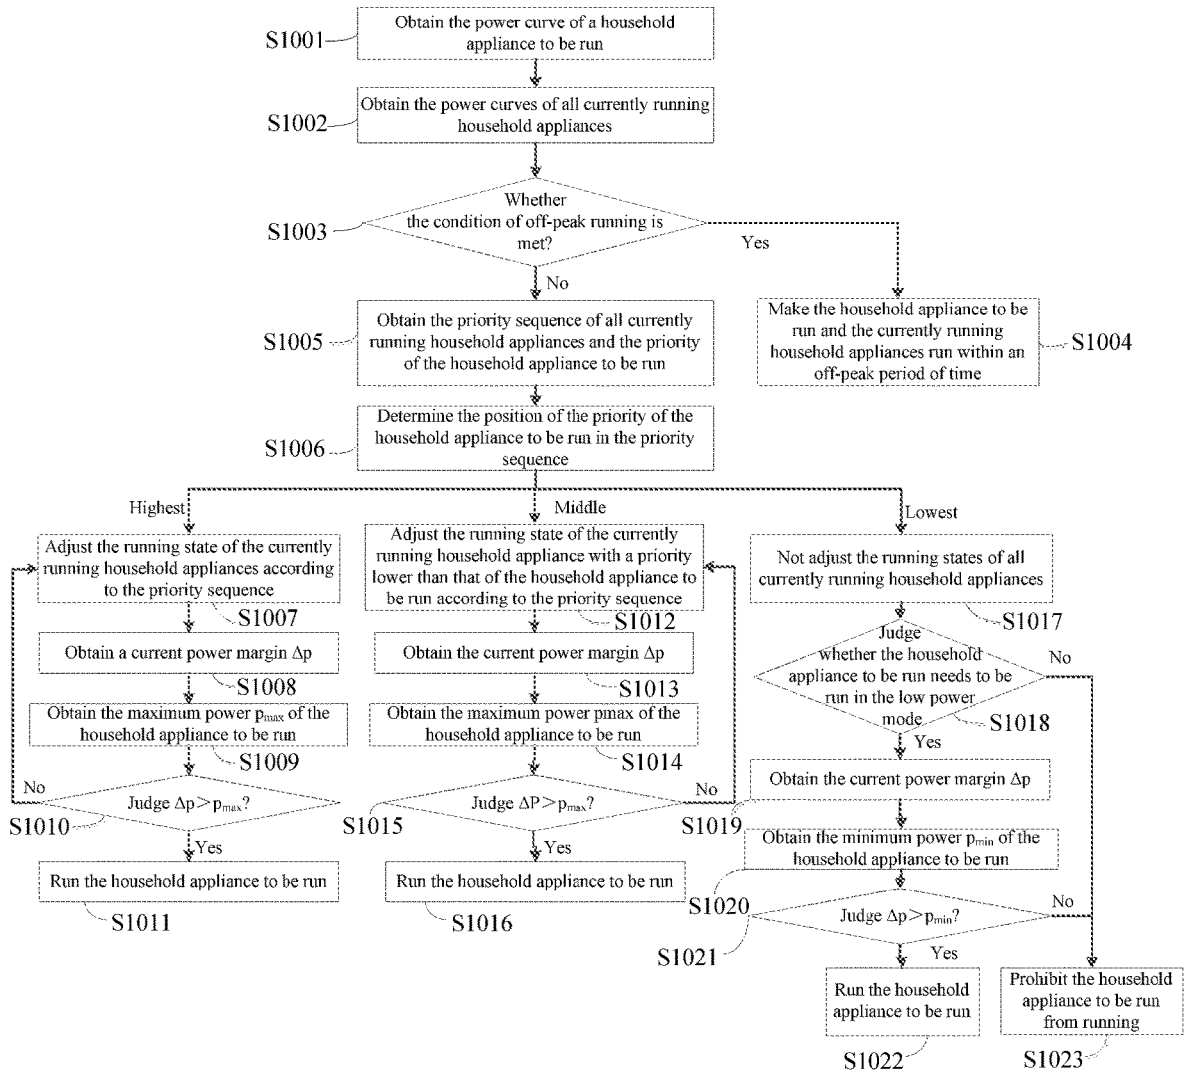 Obtain the power curve of a household
appliance to be run
S1001
Obtain the power curves of all currently running
household appliances
S1002
Whether
the condition of off-peak running is
met?
S1003
Yes
No
Make the household appliance to be
run and the currently running
household appliances run within an
off-peak period of time
S1004
Obtain the priority sequence of all currently
running household appliances and the priority
of the household appliance to be run
S1005
Determine the position of the priority of the
household appliance to be run in the priority
sequence
S1006
Highest
Middle
Lowest
Adjust the running state of the currently
running household appliances according
to the priority sequence
S1007
Obtain a current power margin Δp
S1008
Obtain the maximum power pmax of the
household appliance to be run
S1009
No
Judge Δp>pmax?
S1010
Yes
Run the household appliance to be run
S1011
Adjust the running state of the currently
running household appliance with a priority
lower than that of the household appliance to
be run according to the priority sequence
S1012
Obtain the current power margin Δp
S1013
Obtain the maximum power pmax of the
household appliance to be run
S1014
No
Judge ΔP>pmax?
S1015
Yes
Run the household appliance to be run
S1016
Not adjust the running states of all
currently running household appliances
S1017
Judge
whether the household
appliance to be run needs to be
run in the low power
mode
No
S1018
Yes
Obtain the current power margin Δp
S1019
Obtain the minimum power pmin of the
household appliance to be run
S1020
No
Judge Δp>pmin?
S1021
Yes
Run the household
appliance to be run
S1022
Prohibit the household
appliance to be run
from running
S1023